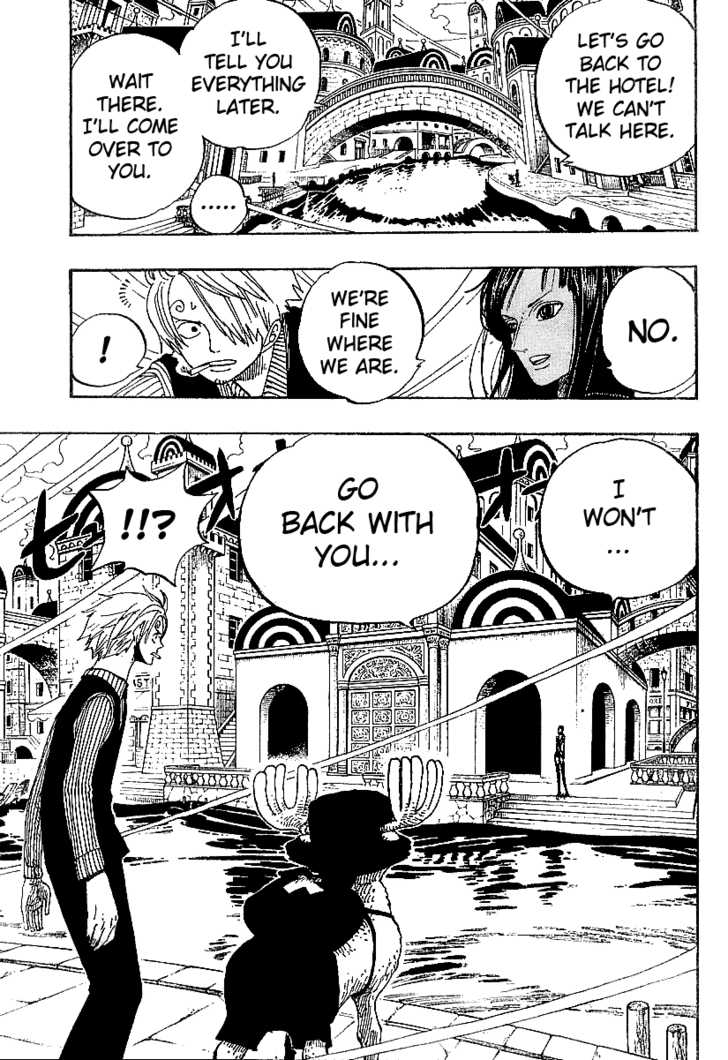 LET'S GO
BACK TO
THE HOTEL!
WE CAN'T
TALK HERE.
I'LL
TELL YOU
EVERYTHING
LATER.
WAIT
THERE.
I'LL COME
OVER TO
YOU.
.....
NO.
WE'RE
FINE
WHERE
WE ARE.
!
I
WON'T
...
GO
BACK WITH
YOU...
!!?